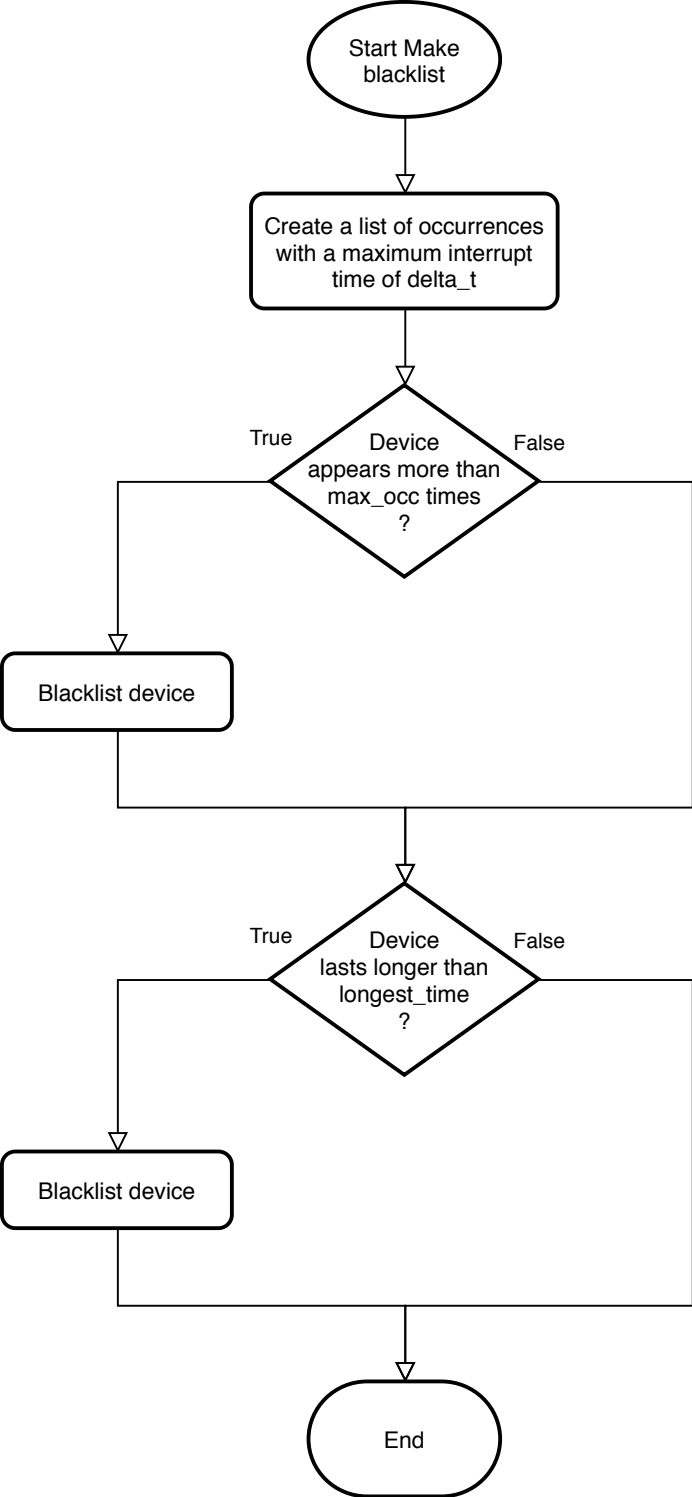 Start Make
blacklist
Create a list of occurrences
with a maximum interrupt
time of delta_t
True
Device
appears more than
max_occ times
?
False
Blacklist device
True
Device
lasts longer than
longest_time
?
False
Blacklist device
End